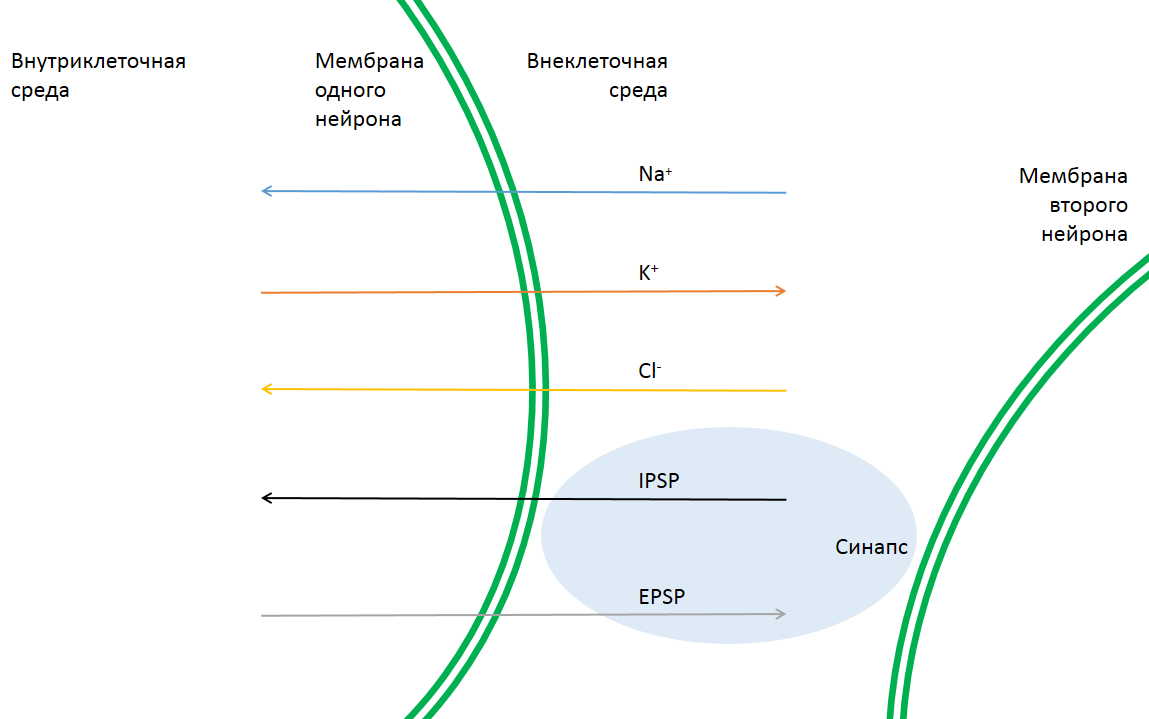 Внутриклеточная
среда
Мембрана
одного
нейрона
Внеклеточная
среда
Na⁺
Мембрана
второго
нейрона
K⁺
Cl⁻
IPSP
Синапс
EPSP